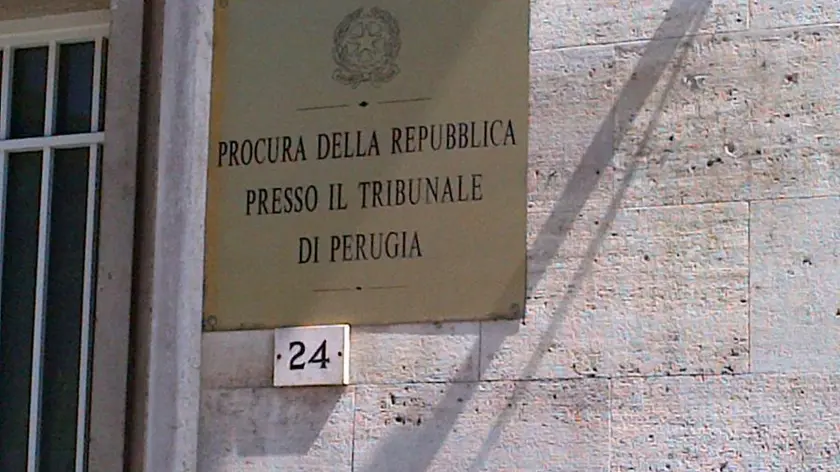 PROCURA DELLA REPUBBLICA
PRESSO IL TRIBUNALE
DI PERUGIA
24